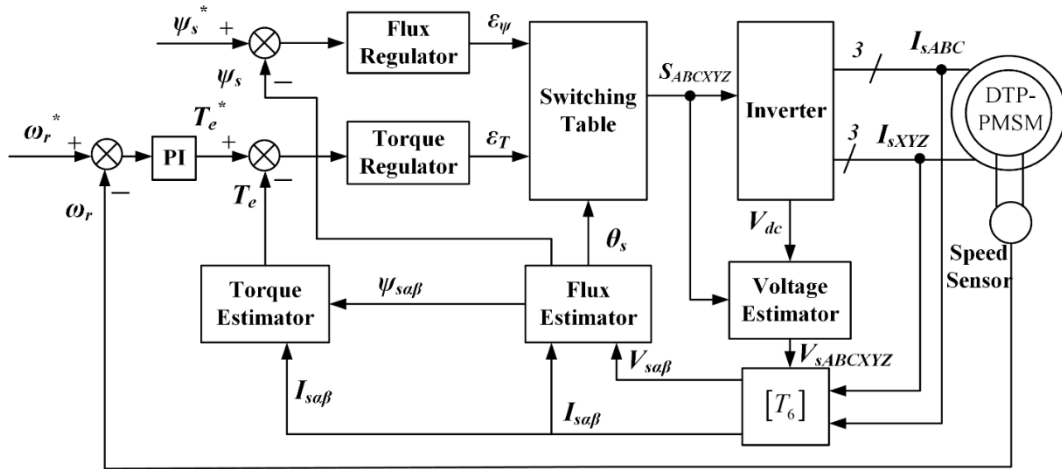 ψs* +
Flux
Regulator
εψ
Switching
Table
SABCXYZ
Inverter
3
IsABC
DTP-
PMSM
ψs −
ωr* +
PI
Te* +
Torque
Regulator
εT
3
IsXYZ
−
ωr
−
Te
θs
Vdc
Speed
Sensor
Torque
Estimator
ψsαβ
Flux
Estimator
Voltage
Estimator
Vsαβ
VsABCXYZ
Isαβ
Isαβ
[T6]